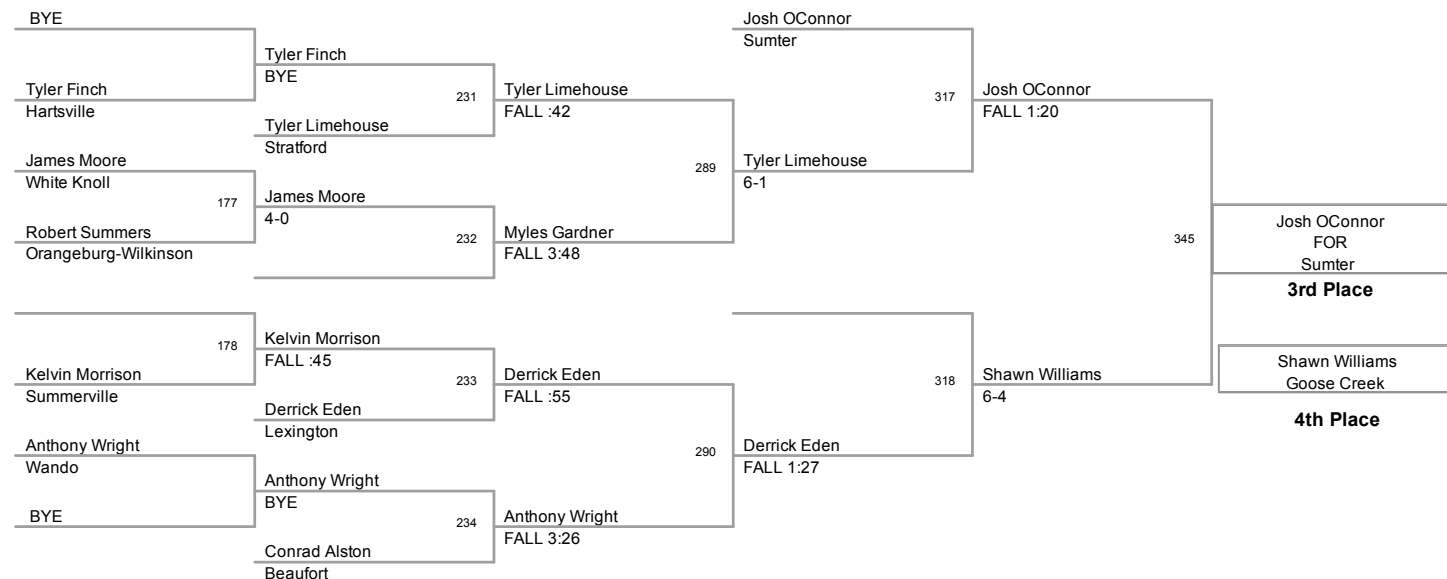 BYE
Tyler Finch
Hartsville
James Moore
White Knoll
177
Robert Summers
Orangeburg-Wilkinson
178
Kelvin Morrison
Summerville
Anthony Wright
Wando
BYE
Tyler Finch
BYE
231
Tyler Limehouse
Stratford
James Moore
4-0
232
Kelvin Morrison
FALL :45
233
Derrick Eden
Lexington
Anthony Wright
BYE
234
Conrad Alston
Beaufort
Tyler Limehouse
FALL :42
289
Myles Gardner
FALL 3:48
Derrick Eden
FALL :55
290
Anthony Wright
FALL 3:26
Josh OConnor
Sumter
317
Tyler Limehouse
6-1
318
Derrick Eden
FALL 1:27
Josh OConnor
FALL 1:20
345
Shawn Williams
6-4
Josh OConnor
FOR
Sumter
3rd Place
Shawn Williams
Goose Creek
4th Place